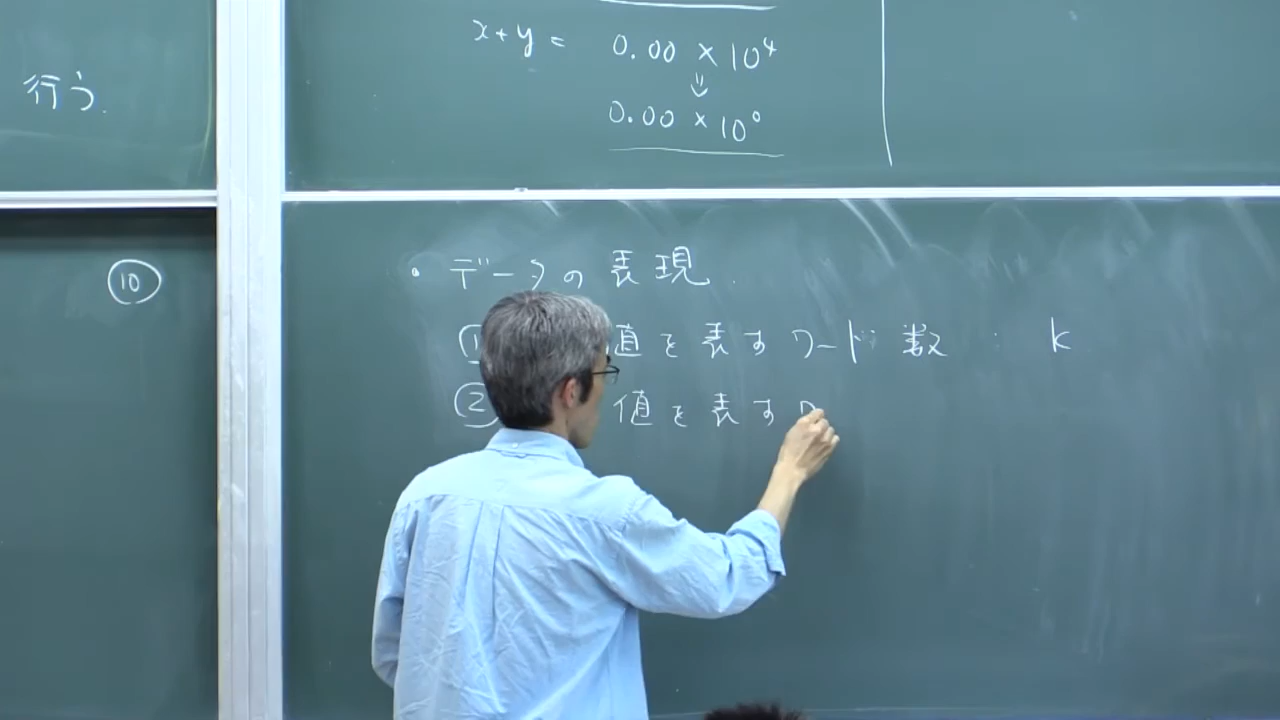 行う.
⑩
x+y = 0.00 × 10⁴
⇓
0.00 × 10⁰
・データの表現.
① 値を表すワード数 : k
② 値を表すワ